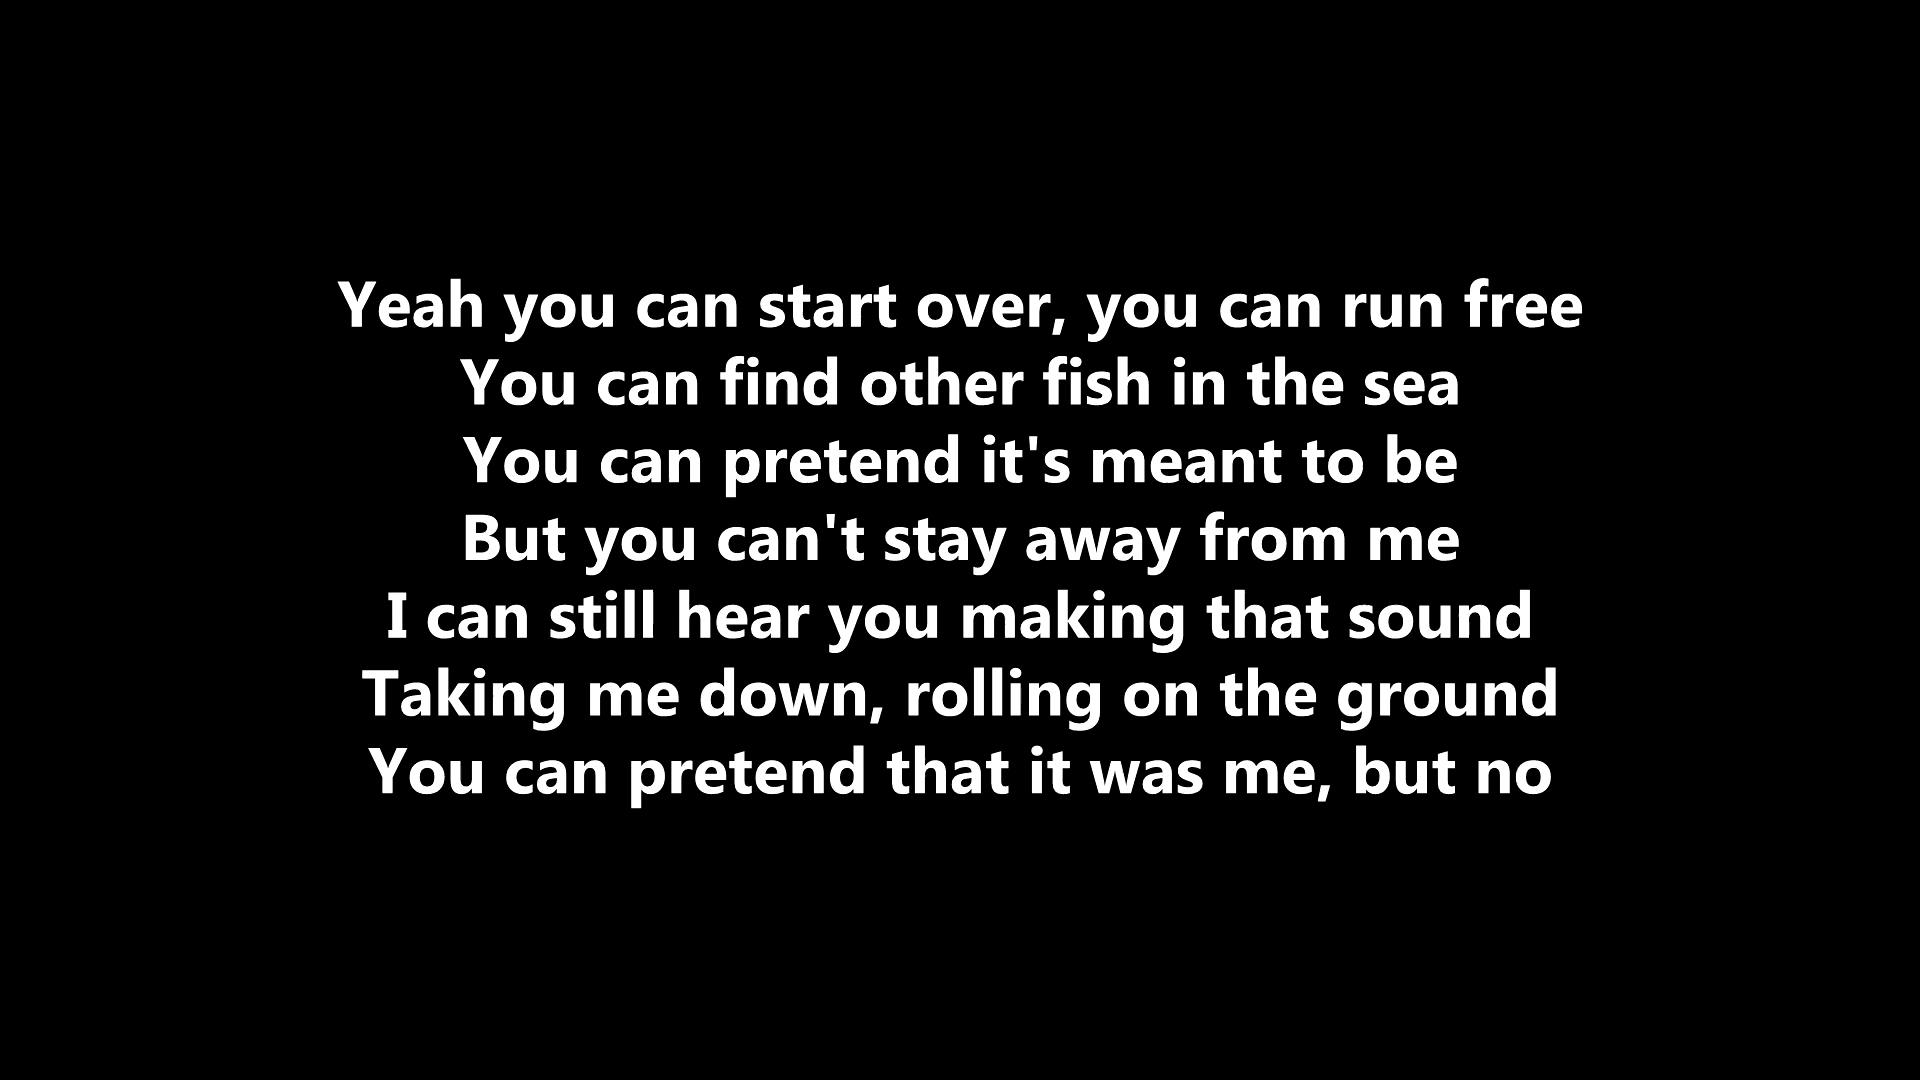 Yeah you can start over, you can run free
You can find other fish in the sea
You can pretend it's meant to be
But you can't stay away from me
I can still hear you making that sound
Taking me down, rolling on the ground
You can pretend that it was me, but no